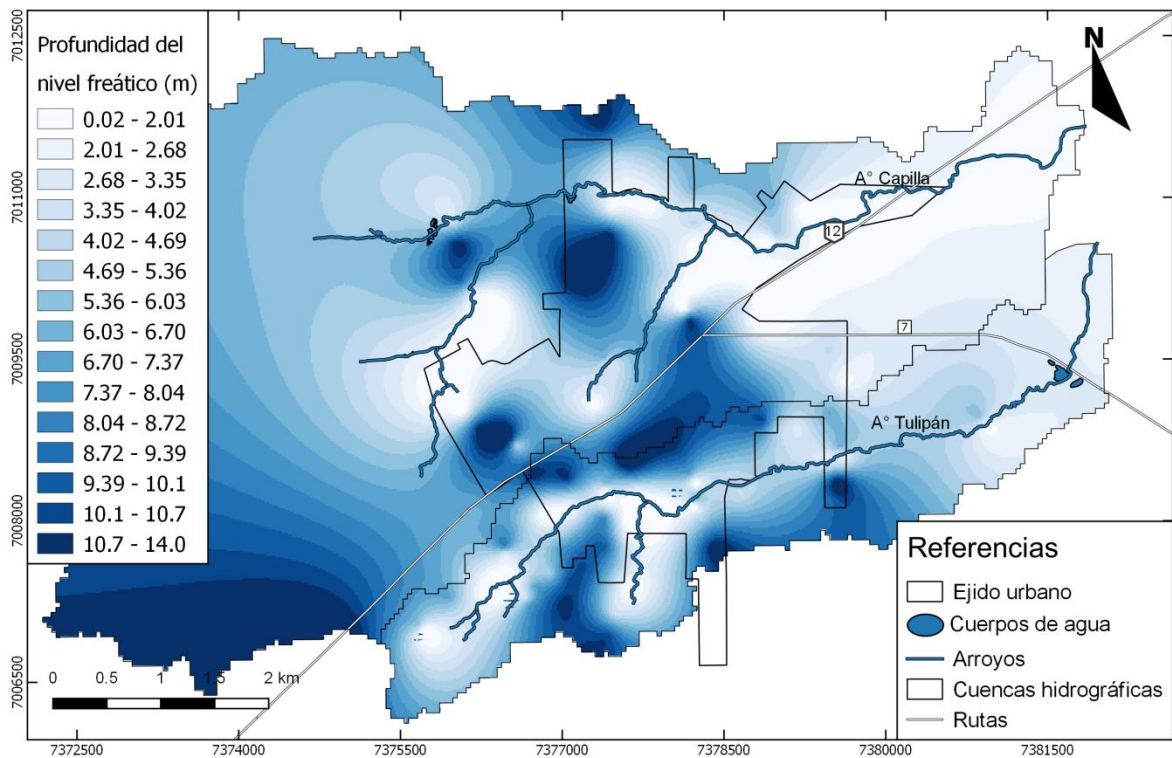 Profundidad del
nivel freático (m)
0.02 - 2.01
2.01 - 2.68
2.68 - 3.35
3.35 - 4.02
4.02 - 4.69
4.69 - 5.36
5.36 - 6.03
6.03 - 6.70
6.70 - 7.37
7.37 - 8.04
8.04 - 8.72
8.72 - 9.39
9.39 - 10.1
10.1 - 10.7
10.7 - 14.0
N
A° Capilla
12
7
A° Tulipán
Referencias
Ejido urbano
Cuerpos de agua
Arroyos
Cuencas hidrográficas
Rutas
0 0.5 1 1.5 2 km
7012500
7011000
7009500
7008000
7006500
7372500 7374000 7375500 7377000 7378500 7380000 7381500